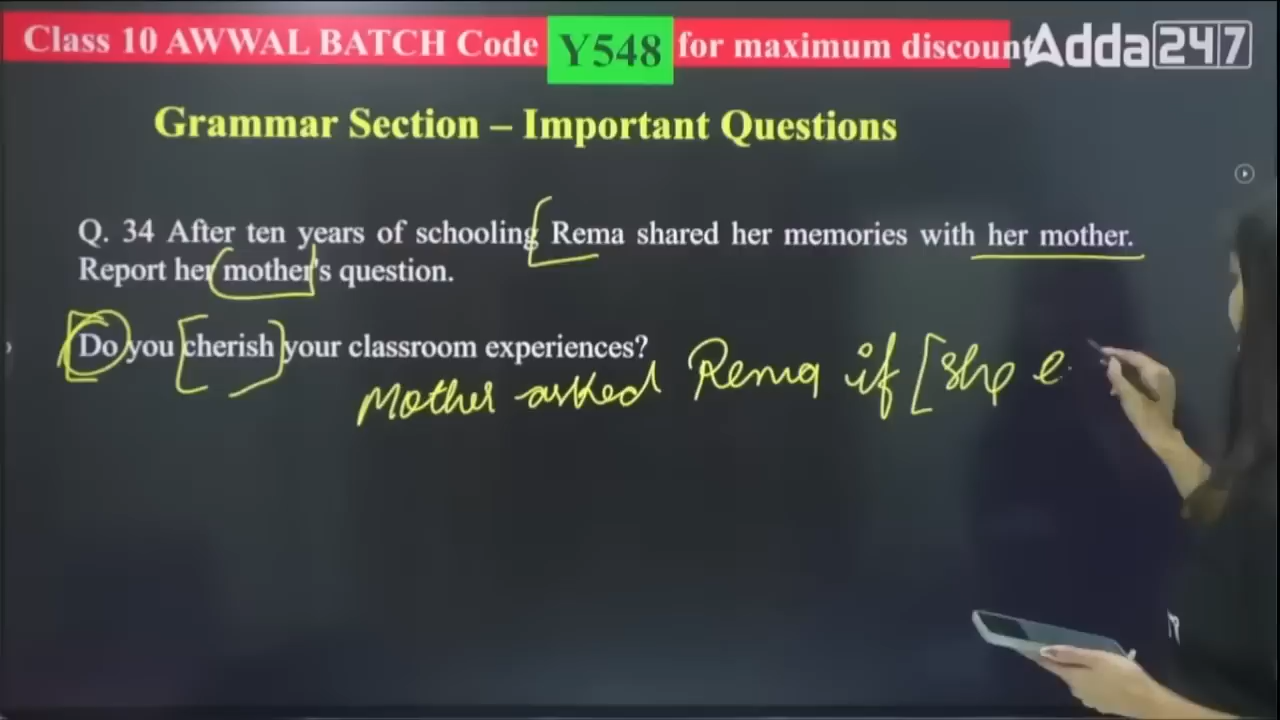 Class 10 AWWAL BATCH Code Y548 for maximum discount
Adda247
Grammar Section – Important Questions
Q. 34 After ten years of schooling Rema shared her memories with her mother.
Report her mother's question.
Do you cherish your classroom experiences?
Mother asked Rema if [she e